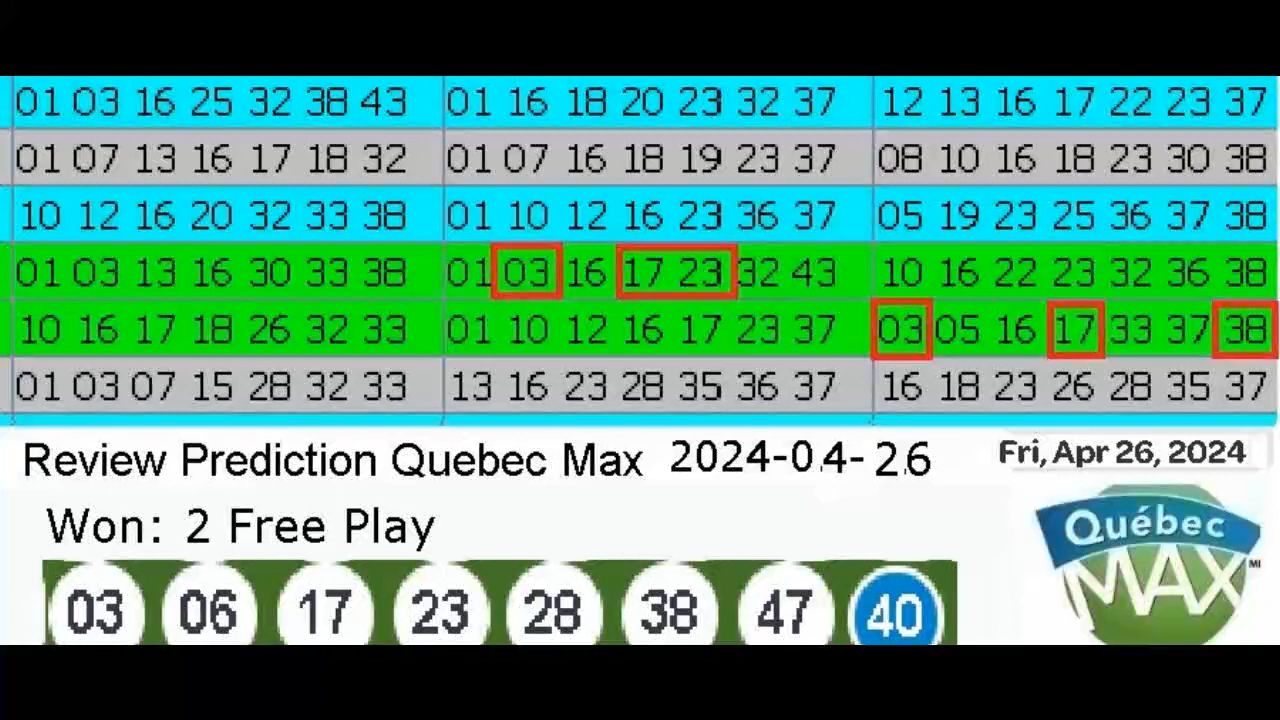 01 03 16 25 32 38 43 01 16 18 20 23 32 37 12 13 16 17 22 23 37
01 07 13 16 17 18 32 01 07 16 18 19 23 37 08 10 16 18 23 30 38
10 12 16 20 32 33 38 01 10 12 16 23 36 37 05 19 23 25 36 37 38
01 03 13 16 30 33 38 01 03 16 17 23 32 43 10 16 22 23 32 36 38
10 16 17 18 26 32 33 01 10 12 16 17 23 37 03 05 16 17 33 37 38
01 03 07 15 28 32 33 13 16 23 28 35 36 37 16 18 23 26 28 35 37
Review Prediction Quebec Max 2024-04-26
Fri, Apr 26, 2024
Won: 2 Free Play
03 06 17 23 28 38 47 40
Québec
MAX MI